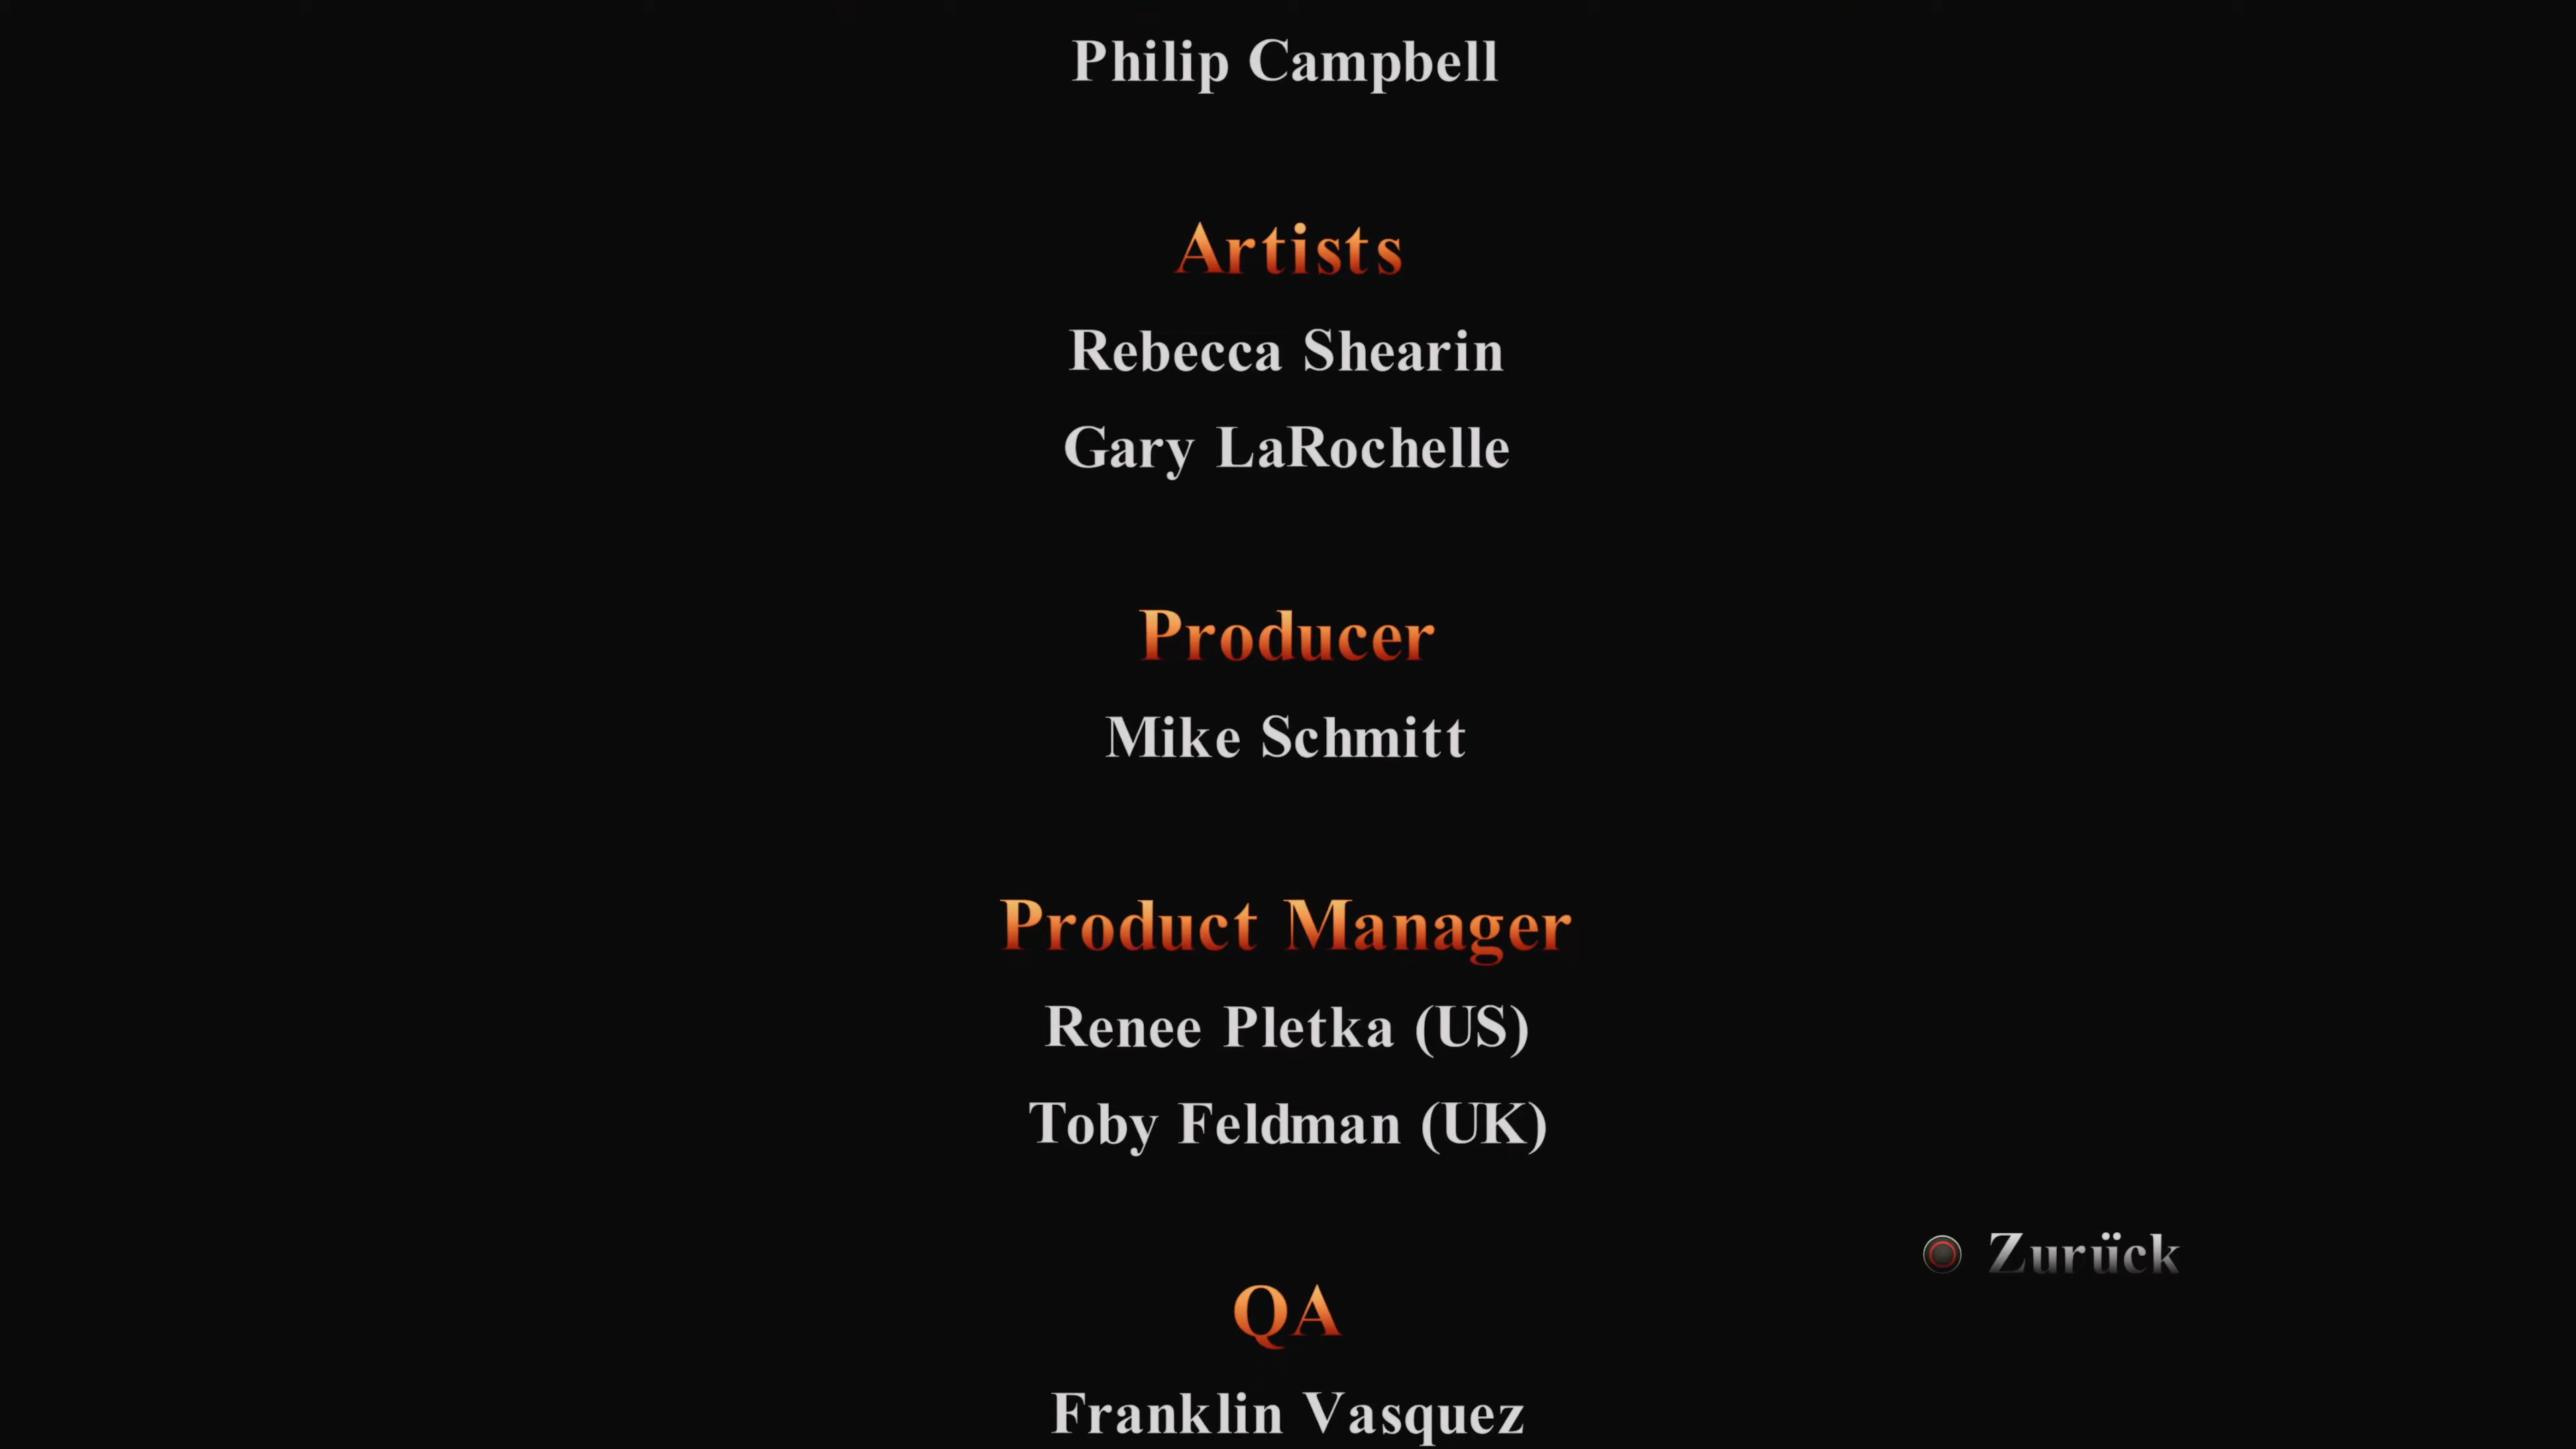 Philip Campbell
Artists
Rebecca Shearin
Gary LaRochelle
Producer
Mike Schmitt
Product Manager
Renee Pletka (US)
Toby Feldman (UK)
Zurück
QA
Franklin Vasquez